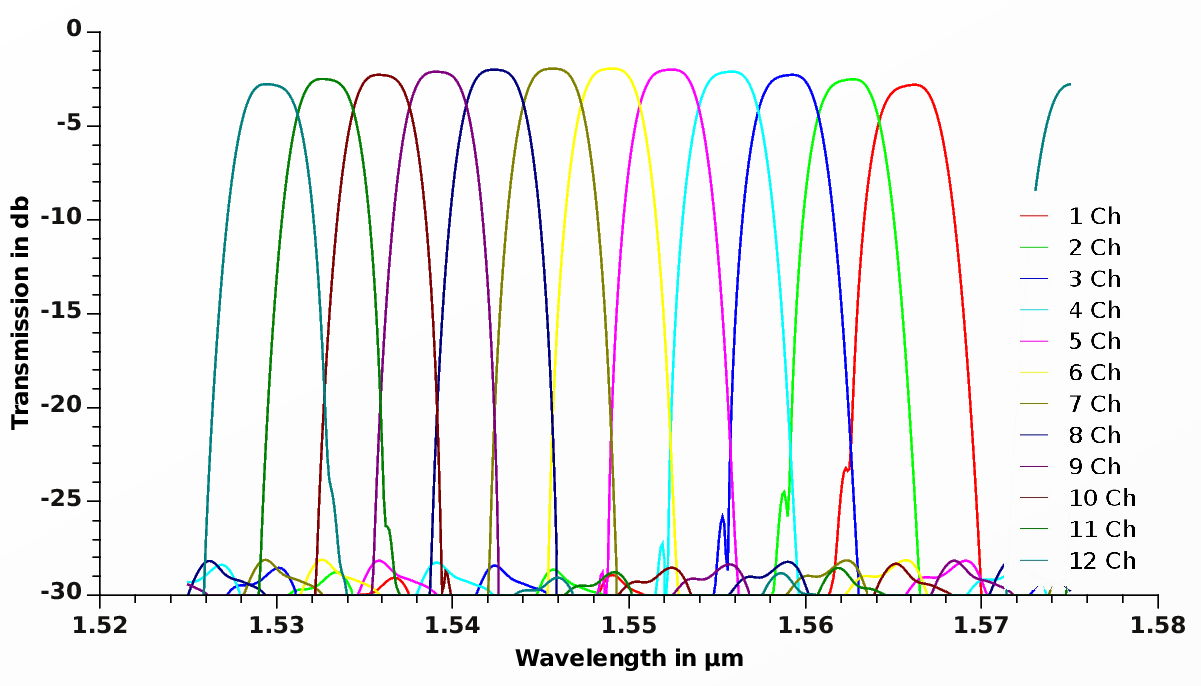 0
-5
-10
-15
-20
-25
-30
Transmission in db
1 Ch
2 Ch
3 Ch
4 Ch
5 Ch
6 Ch
7 Ch
8 Ch
9 Ch
10 Ch
11 Ch
12 Ch
1.52 1.53 1.54 1.55 1.56 1.57 1.58
Wavelength in µm